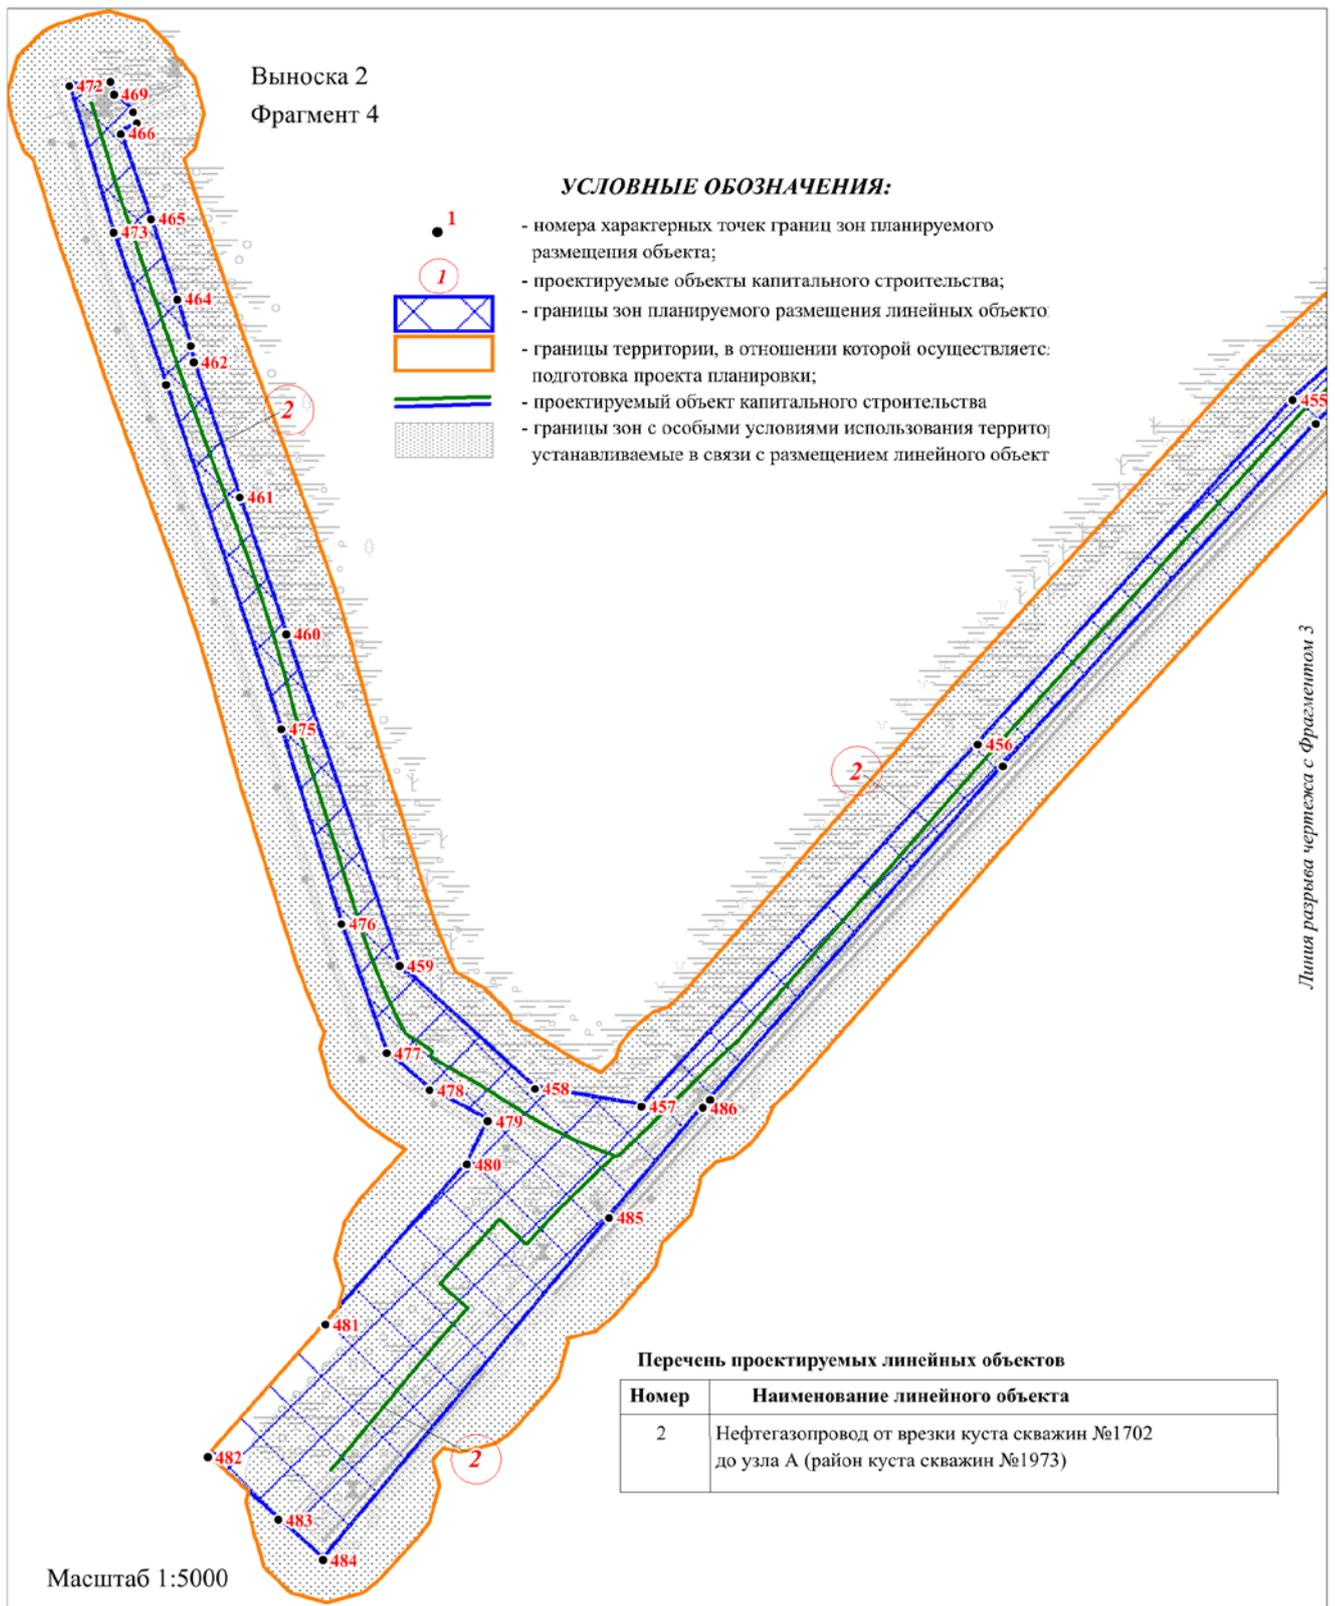 Выноска 2
Фрагмент 4
УСЛОВНЫЕ ОБОЗНАЧЕНИЯ:
1
- номера характерных точек границ зон планируемого
размещения объекта;
1
- проектируемые объекты капитального строительства;
- границы зон планируемого размещения линейных объекто
- границы территории, в отношении которой осуществляетс
подготовка проекта планировки;
- проектируемый объект капитального строительства
- границы зон с особыми условиями использования территор
устанавливаемые в связи с размещением линейного объект
472
469
466
465
473
464
462
2
461
460
475
476
459
477
478
458
479
480
457
486
485
481
482
483
484
2
455
456
2
Линия разрыва чертежа с Фрагментом 3
Перечень проектируемых линейных объектов
Номер Наименование линейного объекта
2 Нефтегазопровод от врезки куста скважин №1702
до узла А (район куста скважин №1973)
Масштаб 1:5000